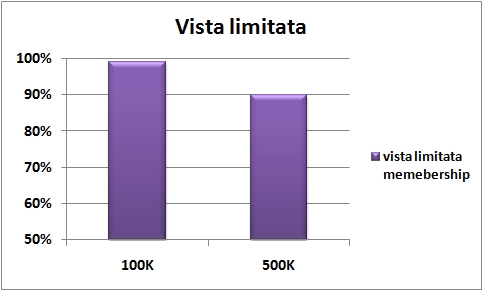 Vista limitata
100%
90%
80%
70%
60%
50%
100K
500K
vista limitata
memebership